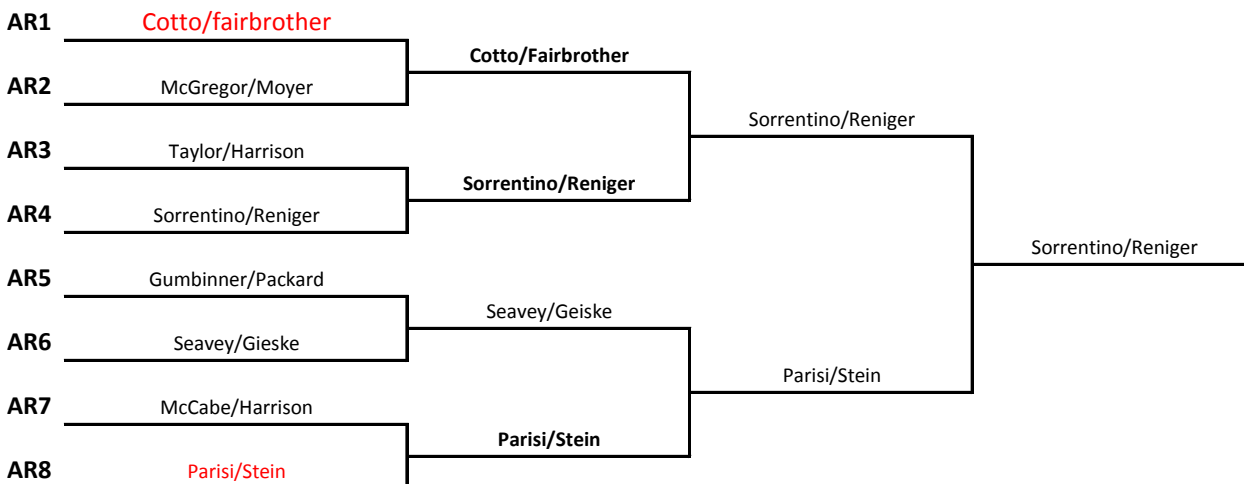 AR1 Cotto/fairbrother
Cotto/Fairbrother
AR2 McGregor/Moyer
Sorrentino/Reniger
AR3 Taylor/Harrison
Sorrentino/Reniger
AR4 Sorrentino/Reniger
Sorrentino/Reniger
AR5 Gumbinner/Packard
Seavey/Geiske
AR6 Seavey/Gieske
Parisi/Stein
AR7 McCabe/Harrison
Parisi/Stein
AR8 Parisi/Stein